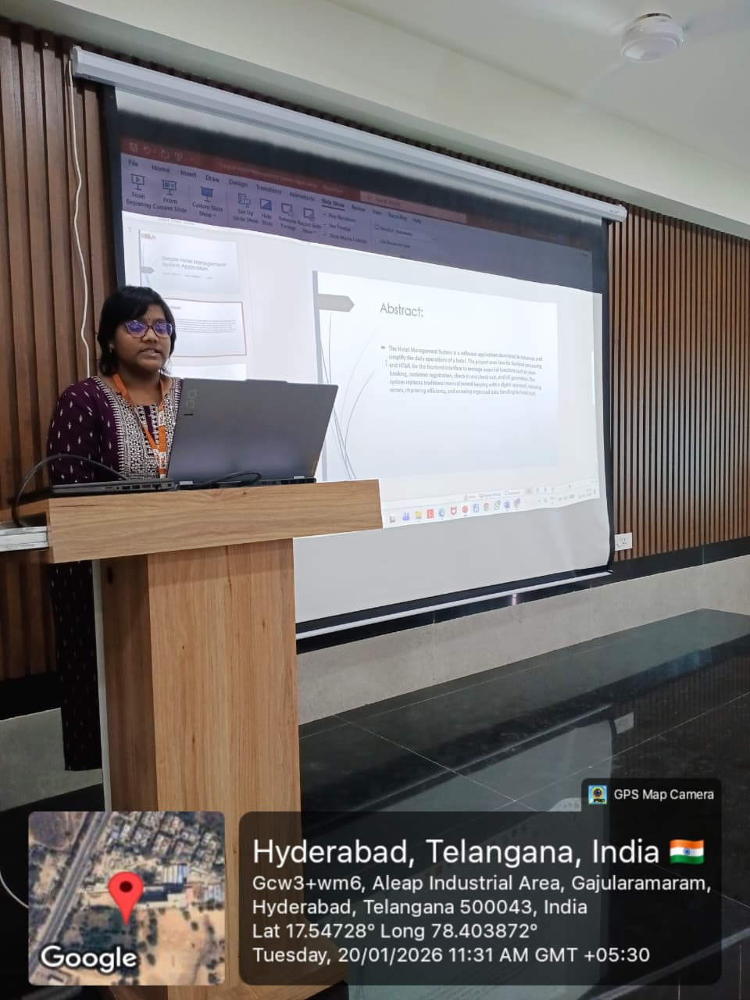 File Home Insert Draw Design Transitions Animations Slide Show Review View Recording Help
From Beginning
From Current Slide
Custom Slide Show
Set Up Slide Show
Hide Slide
Rehearse Timings
Record Slide Show
Play Narrations
Use Timings
Show Media Controls
Monitor: Automatic
Simple Hotel Management
System Application
Abstract:
The Hotel Management System is a software application developed to automate and
simplify the daily operations of a hotel. The project uses Java for backend processing
and HTML for the frontend interface to manage essential functions such as room
booking, customer registration, check-in and check-out, and bill generation. The
system replaces traditional manual record-keeping with a digital approach, reducing
errors, improving efficiency, and ensuring organized data handling for hotel staff.
GPS Map Camera
Google
Hyderabad, Telangana, India
Gcw3+wm6, Aleap Industrial Area, Gajularamaram,
Hyderabad, Telangana 500043, India
Lat 17.54728° Long 78.403872°
Tuesday, 20/01/2026 11:31 AM GMT +05:30